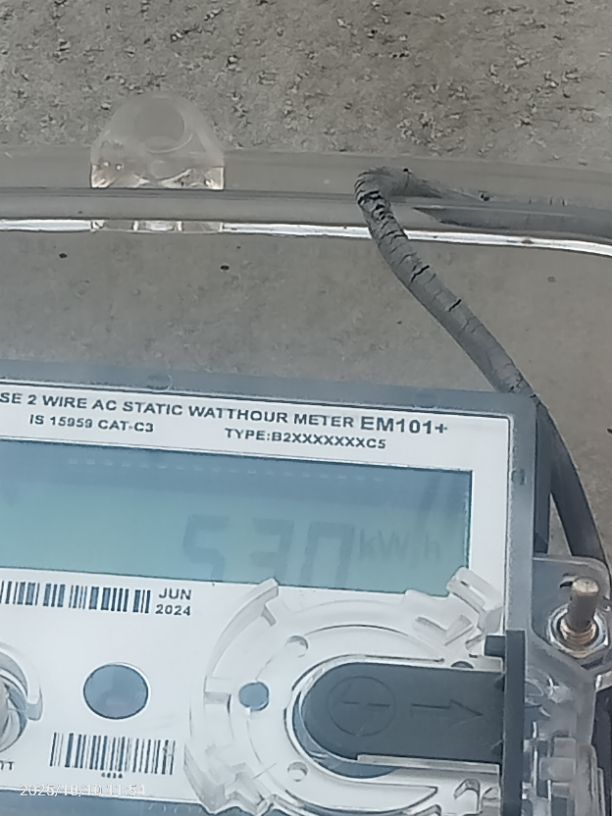 SE 2 WIRE AC STATIC WATTHOUR METER EM101+
IS 15959 CAT-C3
TYPE:B2XXXXXXXC5
530 kWh
JUN
2024